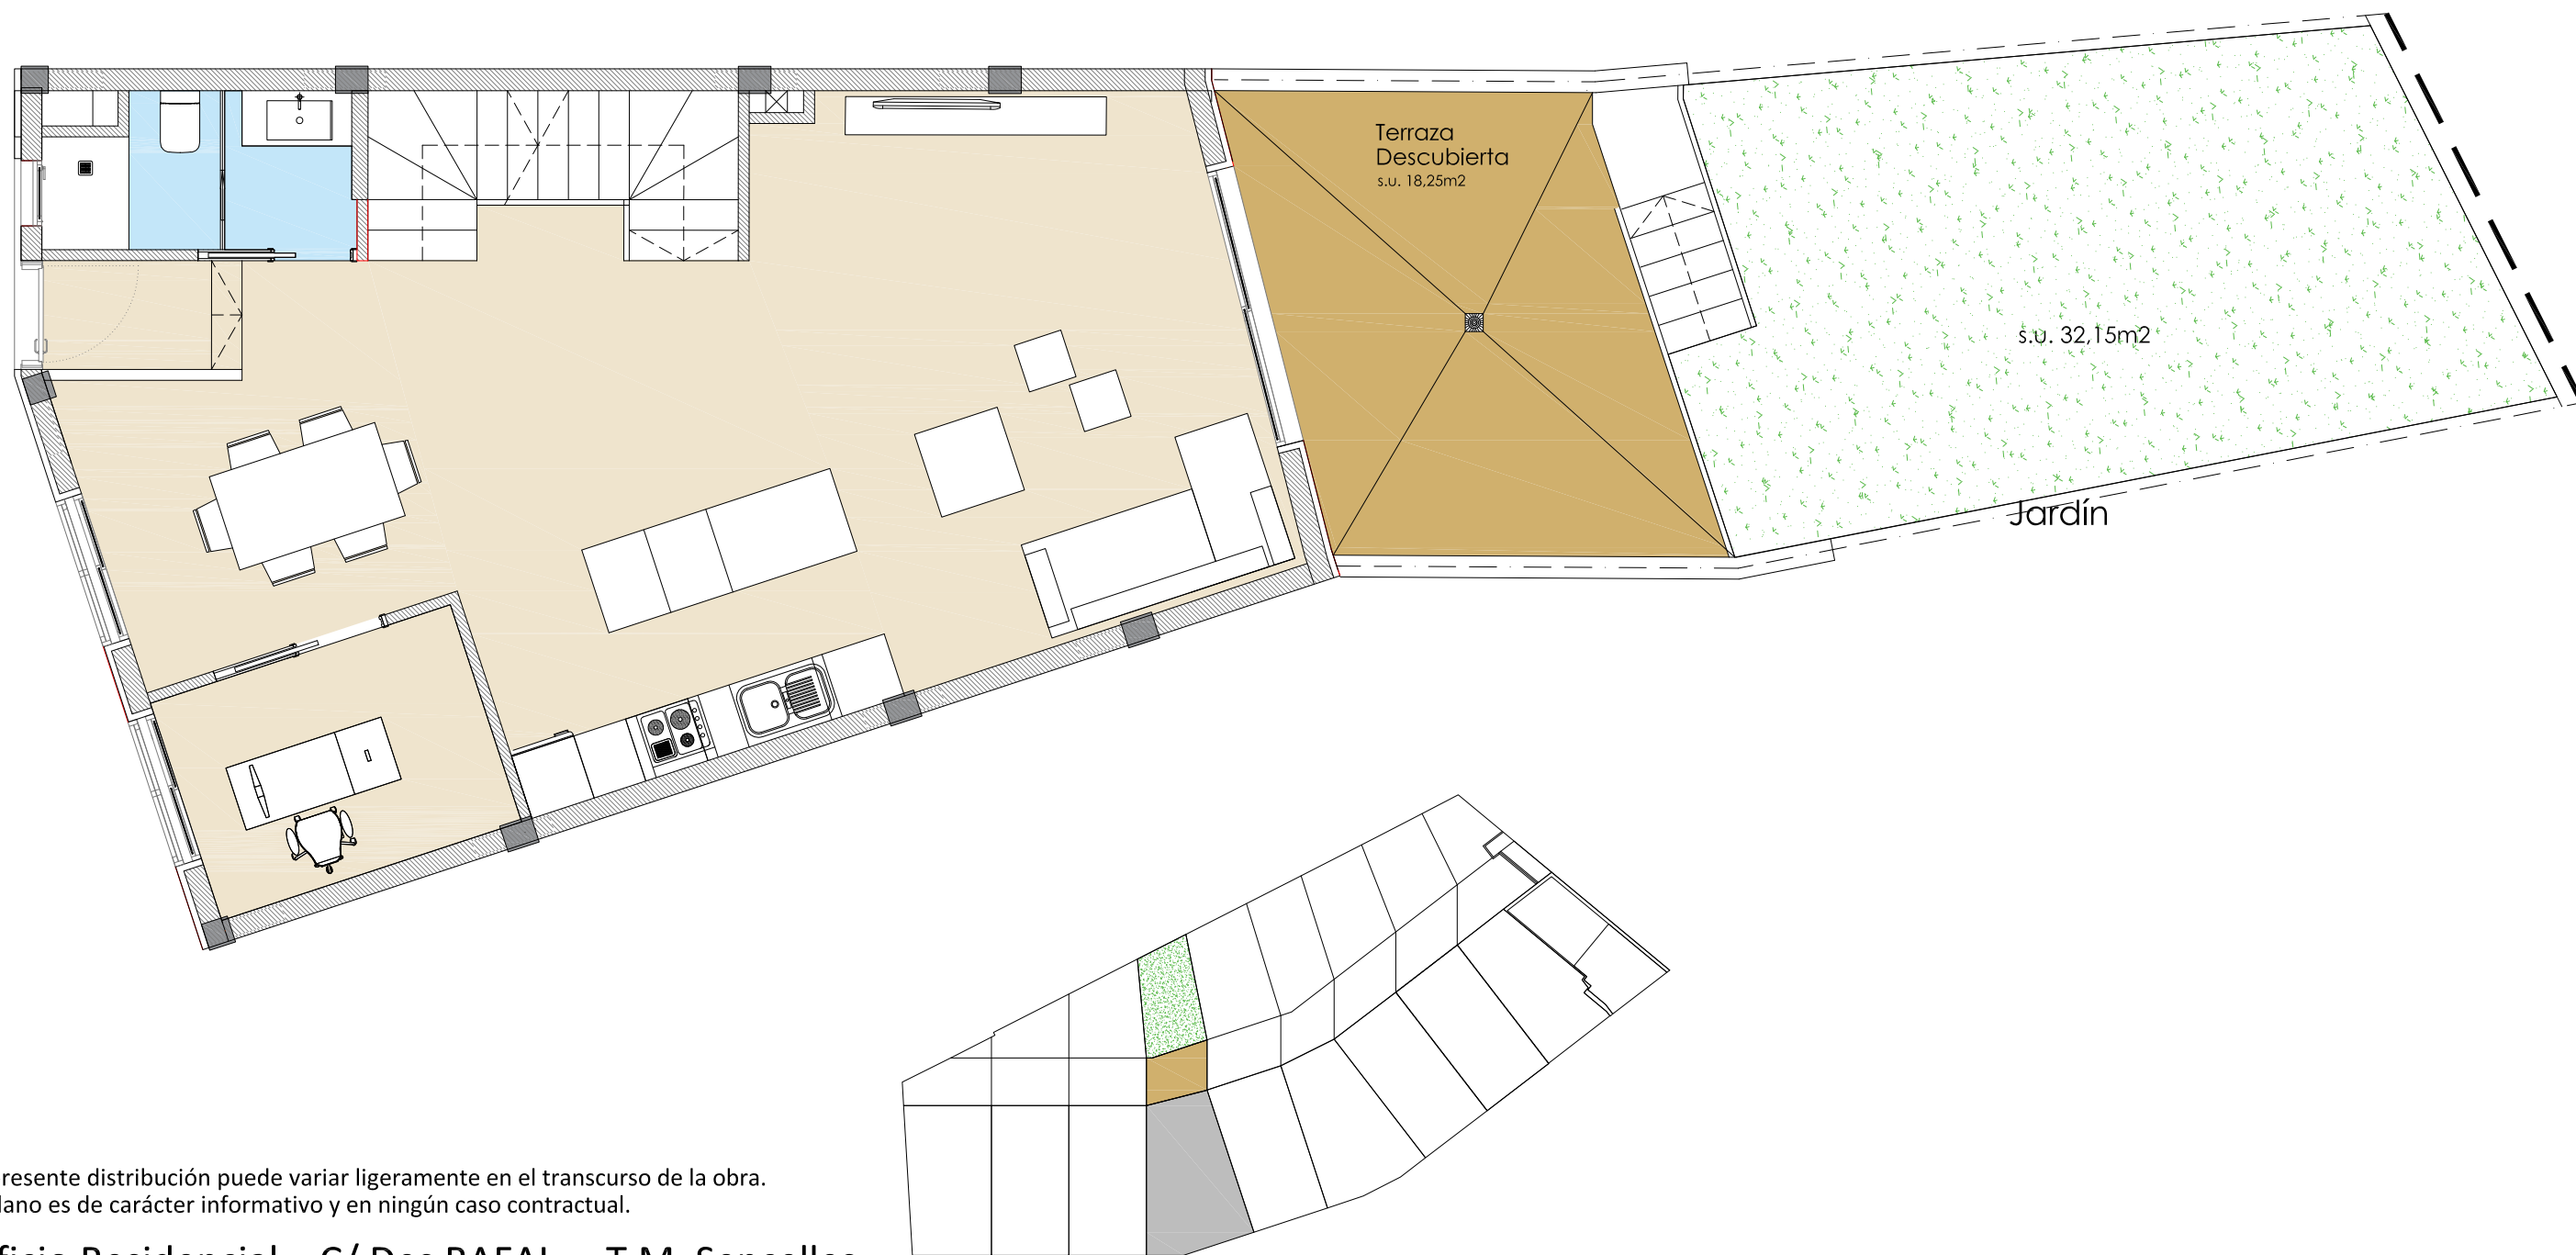 Terraza
Descubierta
s.u. 18,25m2
s.u. 32,15m2
Jardín
resente distribución puede variar ligeramente en el transcurso de la obra.
lano es de carácter informativo y en ningún caso contractual.